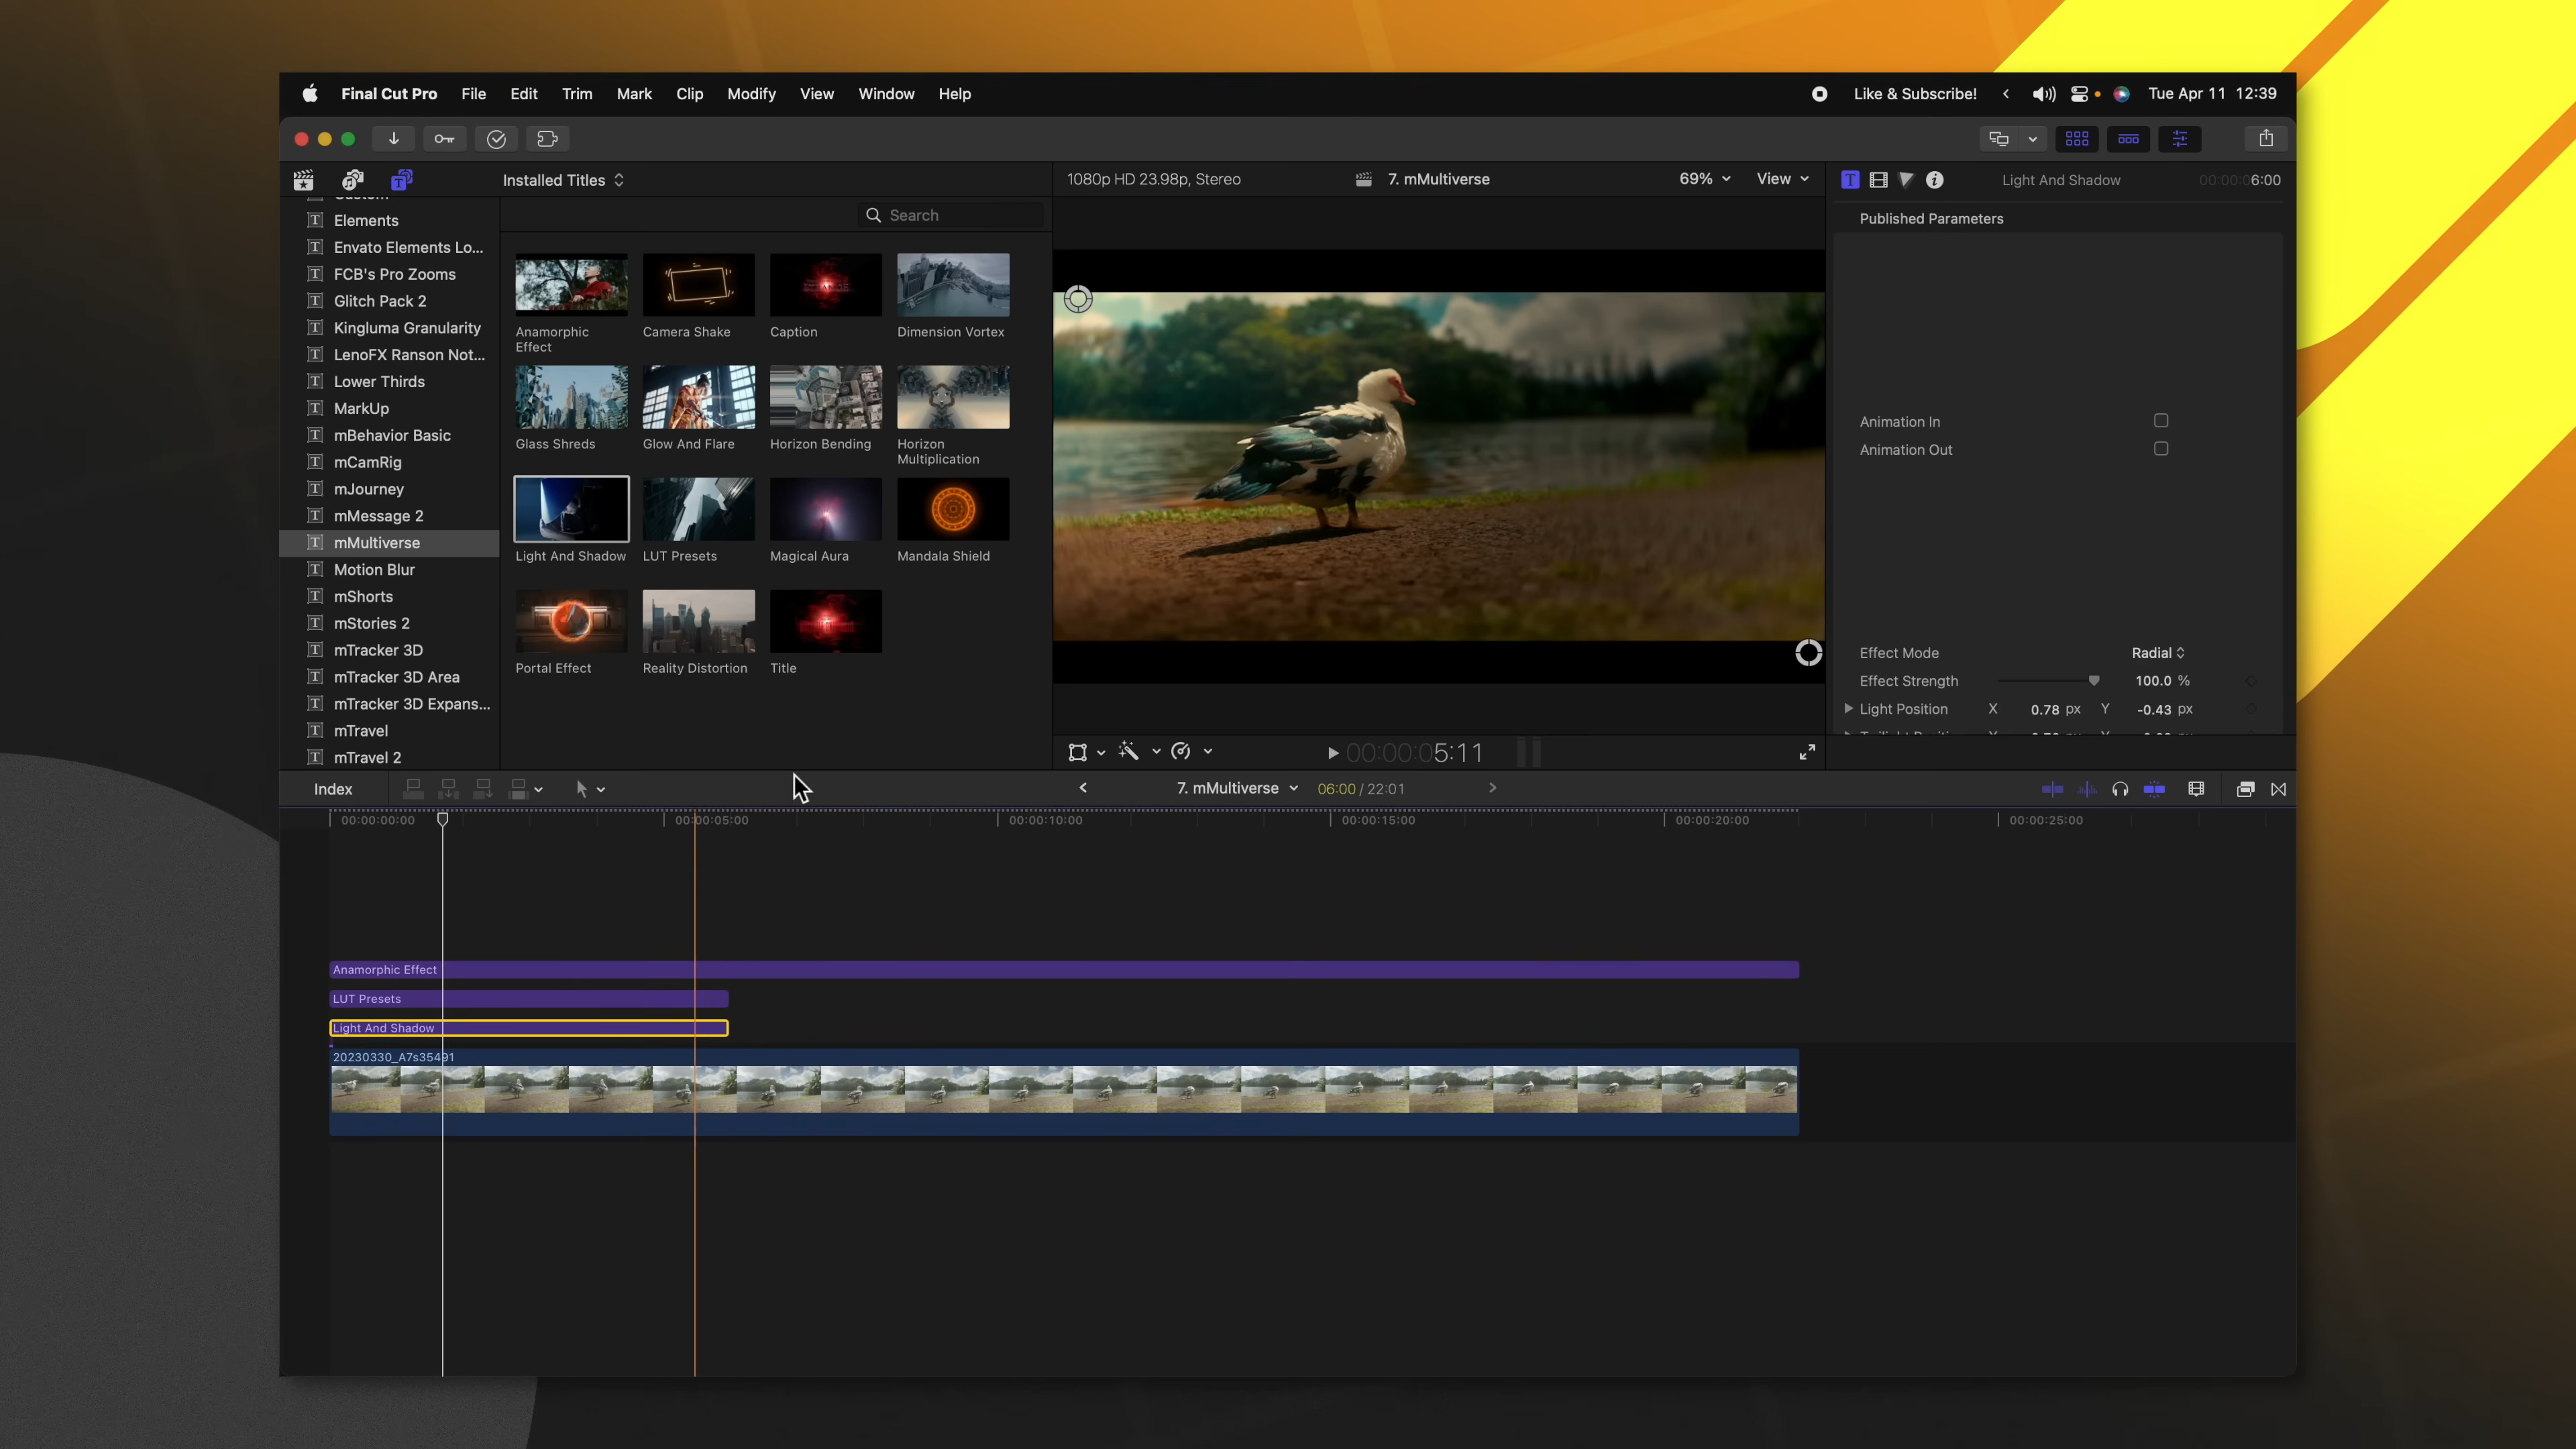 Final Cut Pro File Edit Trim Mark Clip Modify View Window Help Like & Subscribe! Tue Apr 11 12:39
Installed Titles
1080p HD 23.98p, Stereo 7. mMultiverse 69% View
Light And Shadow 00:00:06:00
Search
Published Parameters
Custom
Elements
Envato Elements Lo...
FCB's Pro Zooms
Glitch Pack 2
Kingluma Granularity
LenoFX Ranson Not...
Lower Thirds
MarkUp
mBehavior Basic
mCamRig
mJourney
mMessage 2
mMultiverse
Motion Blur
mShorts
mStories 2
mTracker 3D
mTracker 3D Area
mTracker 3D Expans...
mTravel
mTravel 2
Anamorphic
Effect
Camera Shake
Caption
Dimension Vortex
Glass Shreds
Glow And Flare
Horizon Bending
Horizon
Multiplication
Light And Shadow
LUT Presets
Magical Aura
Mandala Shield
Portal Effect
Reality Distortion
Title
Animation In
Animation Out
Effect Mode Radial
Effect Strength 100.0 %
Light Position X 0.78 px Y -0.43 px
00:00:05:11
Index
7. mMultiverse 06:00 / 22:01
00:00:00:00 00:00:05:00 00:00:10:00 00:00:15:00 00:00:20:00 00:00:25:00
Anamorphic Effect
LUT Presets
Light And Shadow
20230330_A7s35491